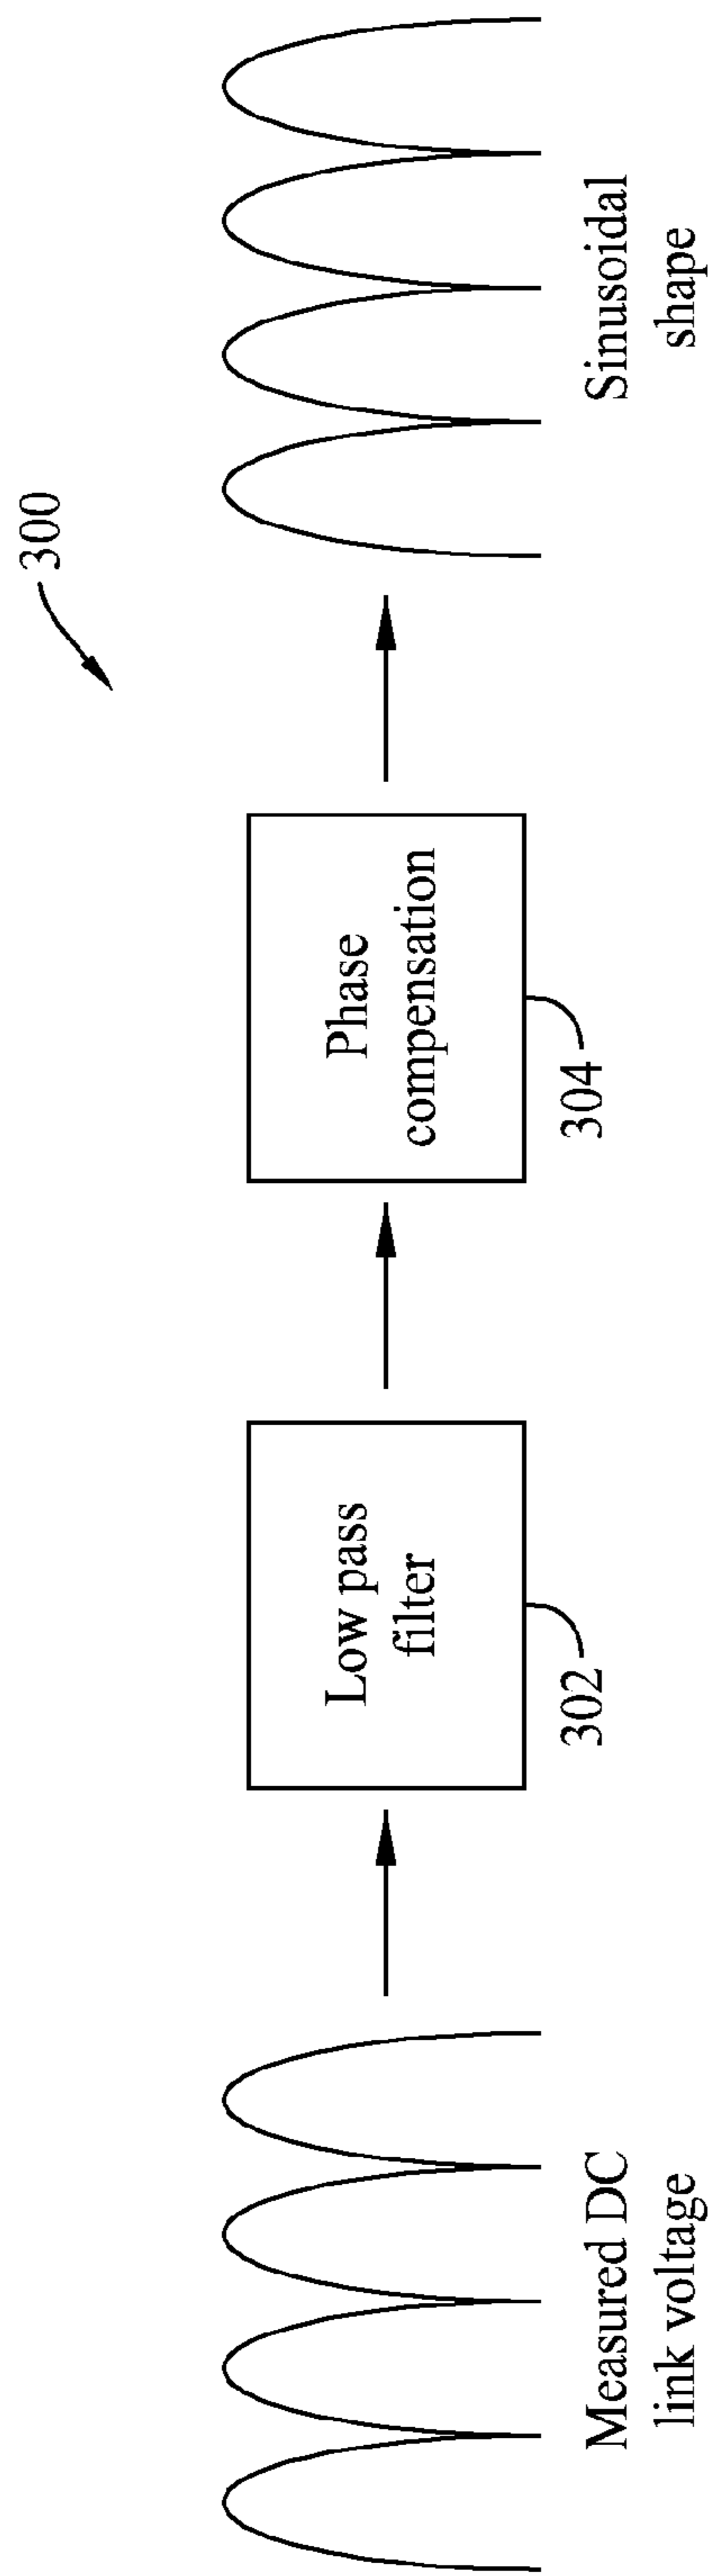 300
Measured DC
link voltage
Low pass
filter
302
Phase
compensation
304
Sinusoidal
shape